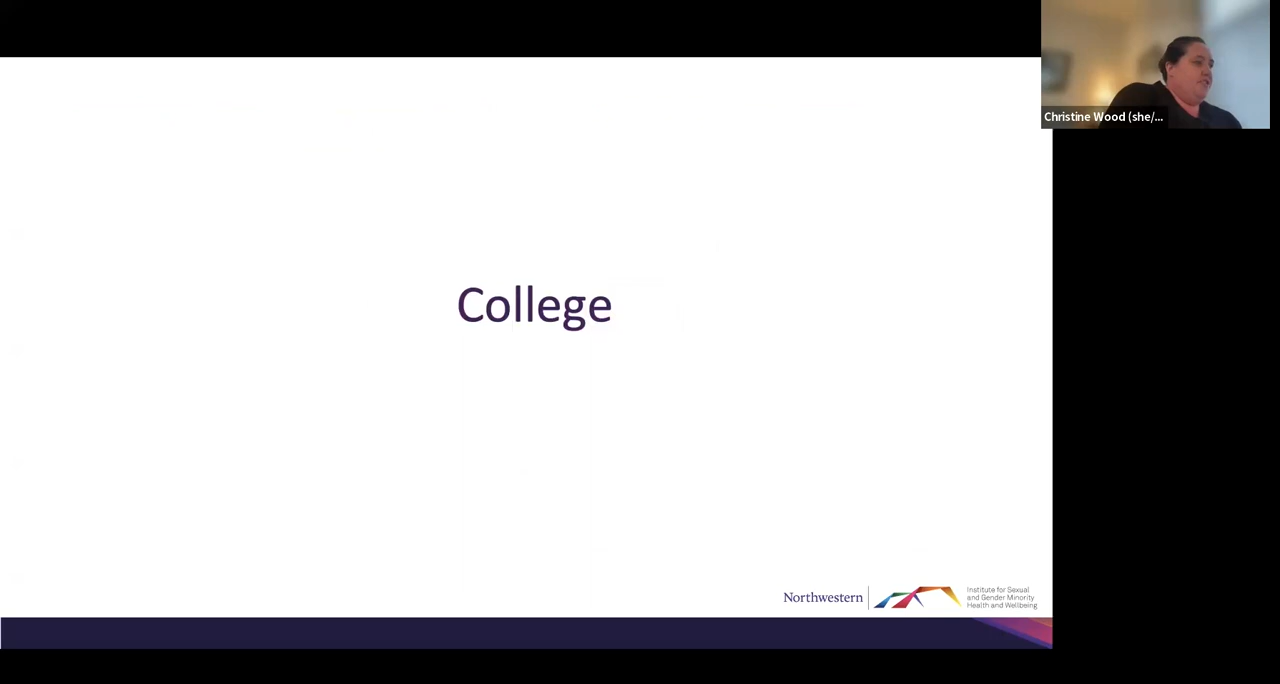 Christine Wood (she/...
College
Northwestern
Institute for Sexual
and Gender Minority
Health and Wellbeing